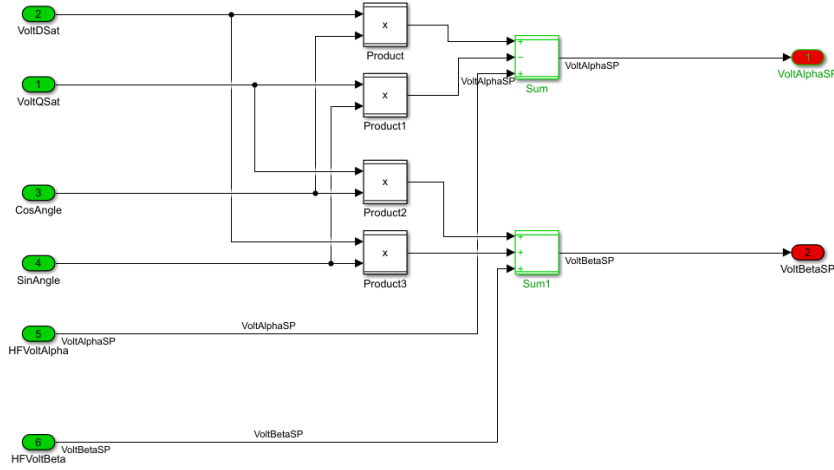 2
VoltDSat
x
Product
+
−
+
VoltAlphaSP
Sum
VoltAlphaSP
1
VoltAlphaSP
1
VoltQSat
x
Product1
3
CosAngle
x
Product2
4
SinAngle
x
Product3
+
+
+
Sum1
VoltBetaSP
2
VoltBetaSP
5
HFVoltAlpha
VoltAlphaSP
VoltAlphaSP
6
HFVoltBeta
VoltBetaSP
VoltBetaSP